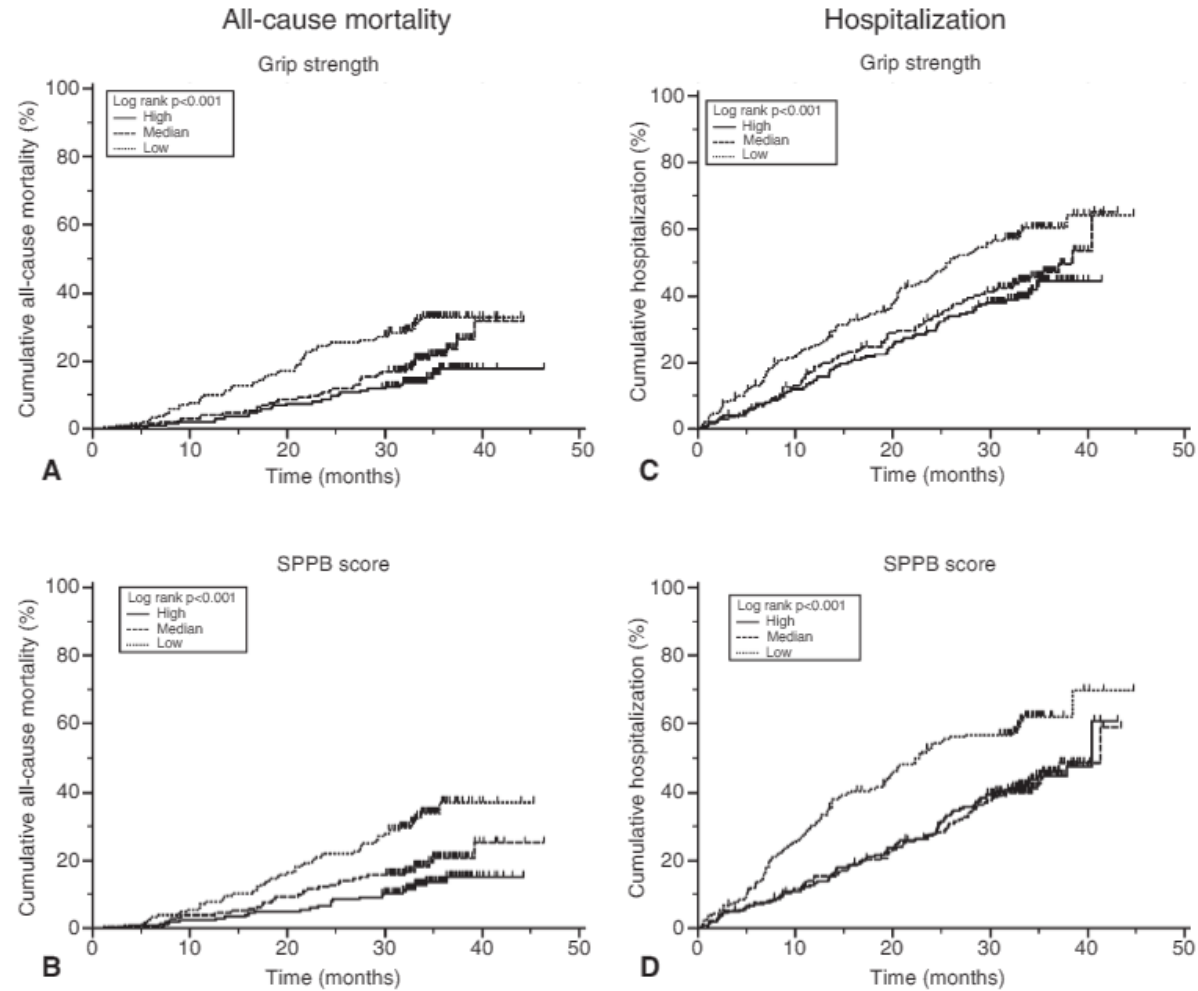 All-cause mortality
Hospitalization
Grip strength
Cumulative all-cause mortality (%)
100
80
60
40
20
0
Log rank p<0.001
High
Median
Low
0 10 20 30 40 50
Time (months)
A
Grip strength
Cumulative hospitalization (%)
100
80
60
40
20
0
Log rank p<0.001
High
Median
Low
0 10 20 30 40 50
Time (months)
C
SPPB score
Cumulative all-cause mortality (%)
100
80
60
40
20
0
Log rank p<0.001
High
Median
Low
0 10 20 30 40 50
Time (months)
B
SPPB score
Cumulative hospitalization (%)
100
80
60
40
20
0
Log rank p<0.001
High
Median
Low
0 10 20 30 40 50
Time (months)
D